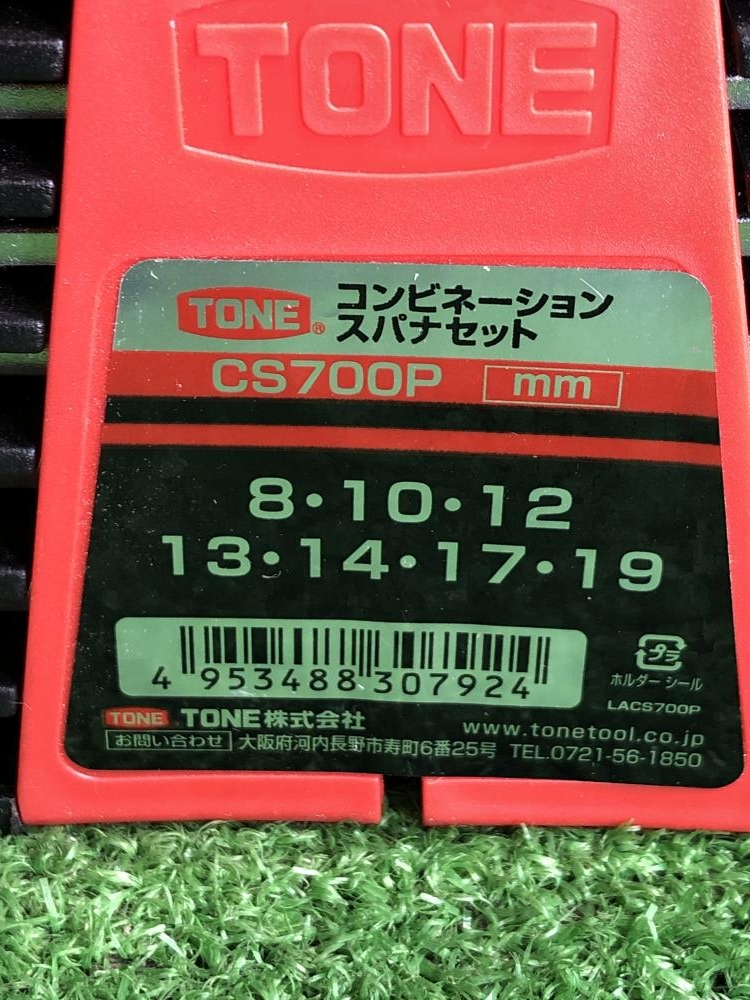 TONE
TONE® コンビネーション
スパナセット
CS700P mm
8・10・12
13・14・17・19
4 953488 307924
プラ
ホルダー シール
LACS700P
TONE TONE株式会社
www.tonetool.co.jp
お問い合わせ 大阪府河内長野市寿町6番25号 TEL.0721-56-1850